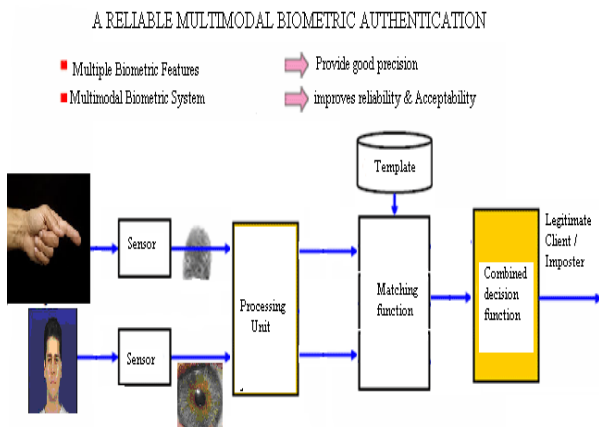 A RELIABLE MULTIMODAL BIOMETRIC AUTHENTICATION
Multiple Biometric Features
Provide good precision
Multimodal Biometric System
improves reliability & Acceptability
Template
Sensor
Processing
Unit
Matching
function
Combined
decision
function
Legitimate
Client /
Imposter
Sensor